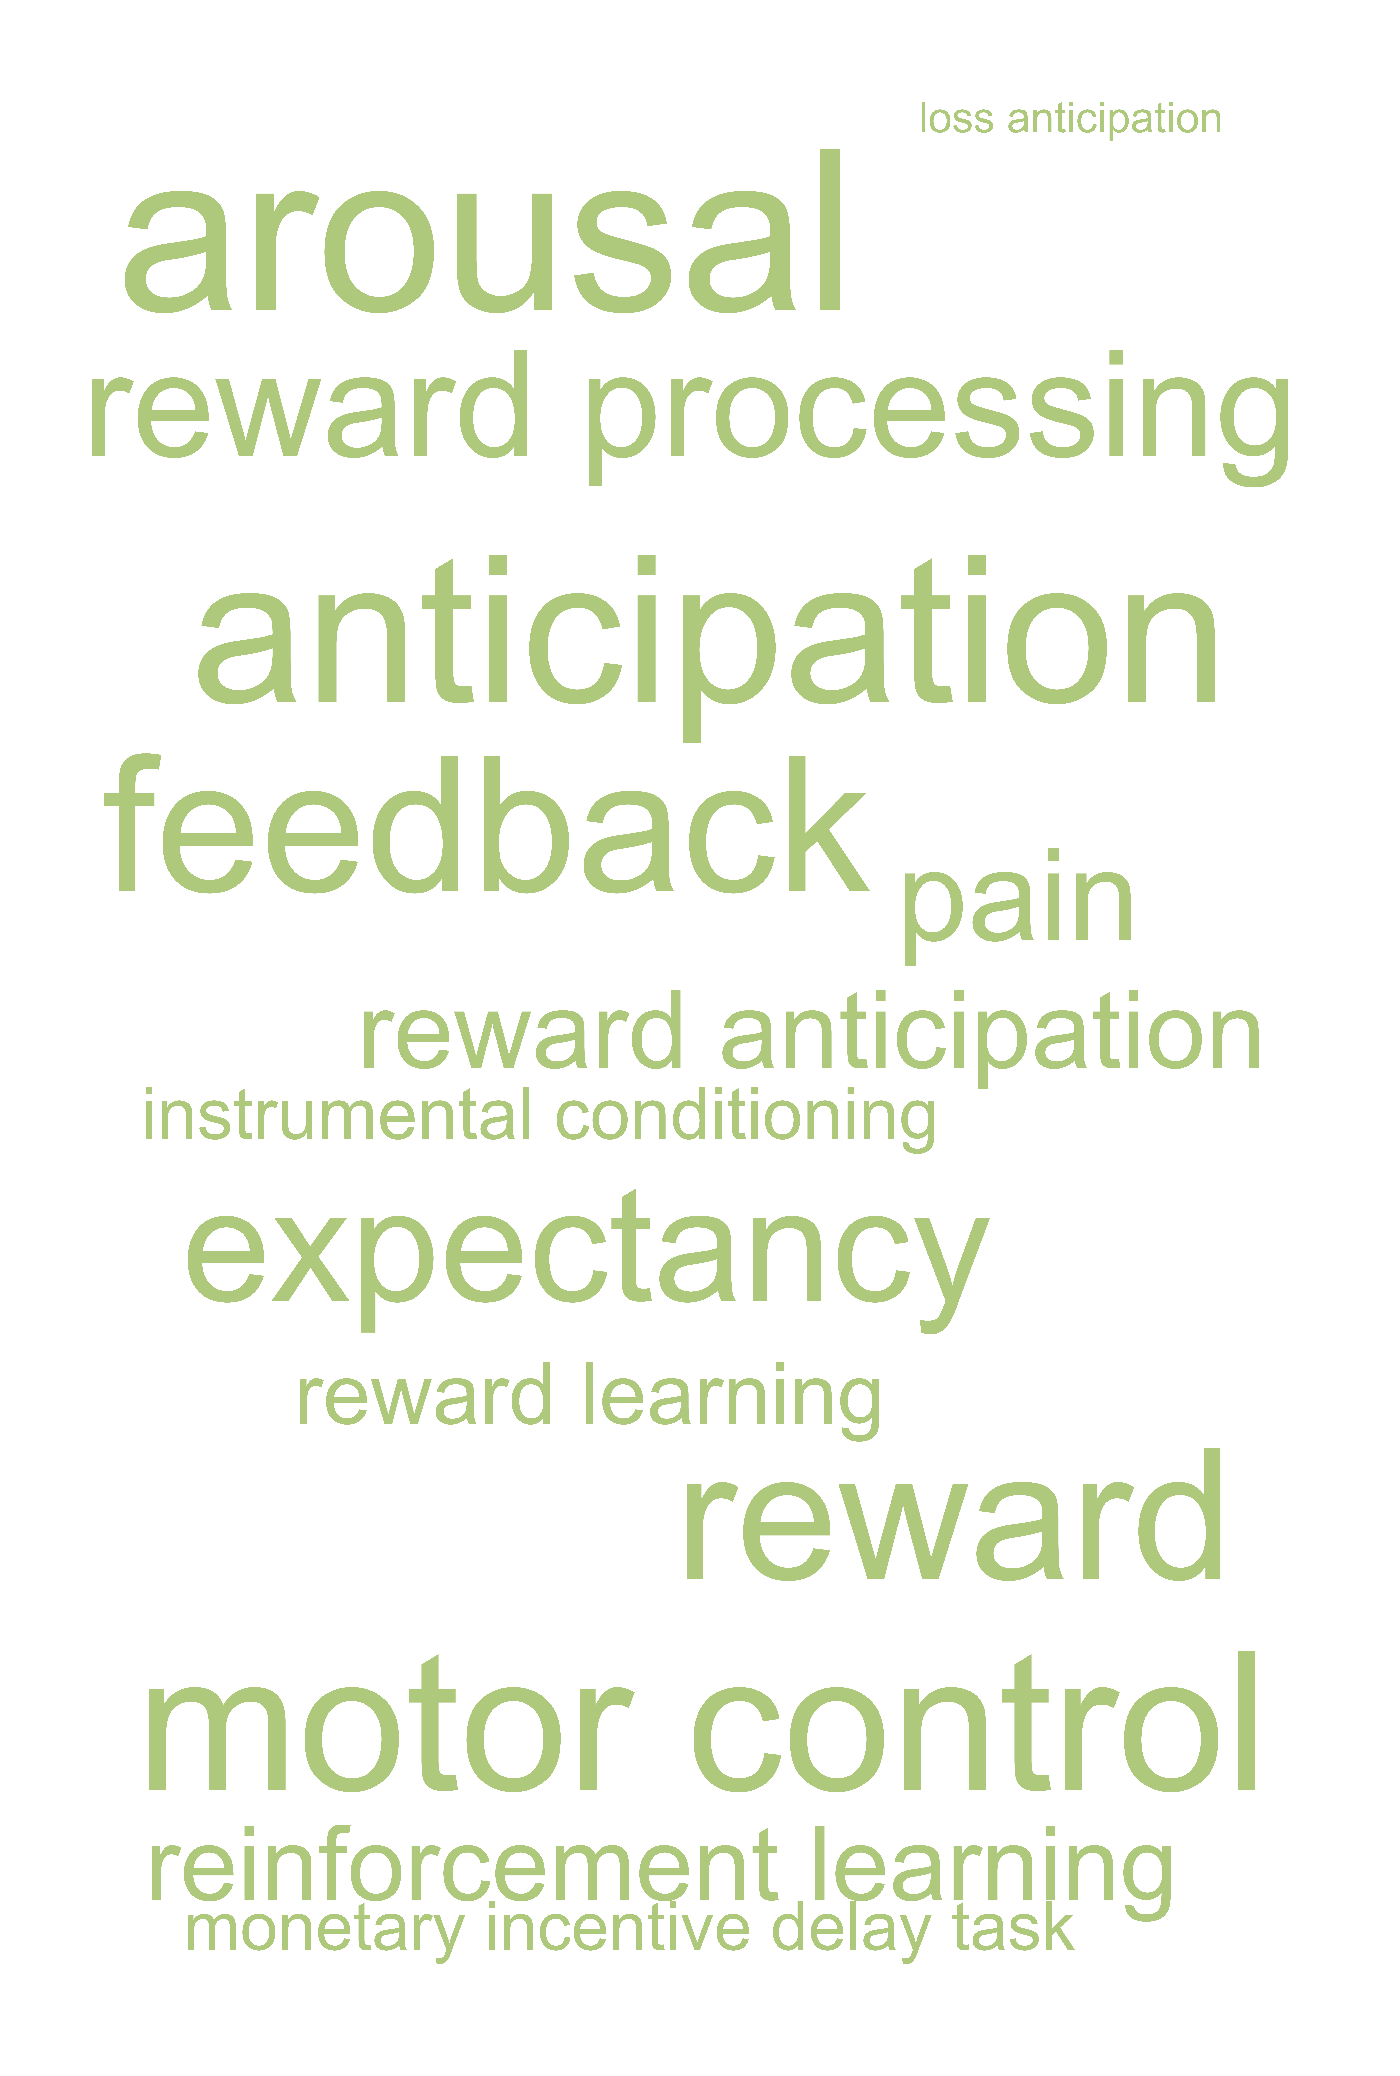 loss anticipation
arousal
reward processing
anticipation
feedback
pain
reward anticipation
instrumental conditioning
expectancy
reward learning
reward
motor control
reinforcement learning
monetary incentive delay task